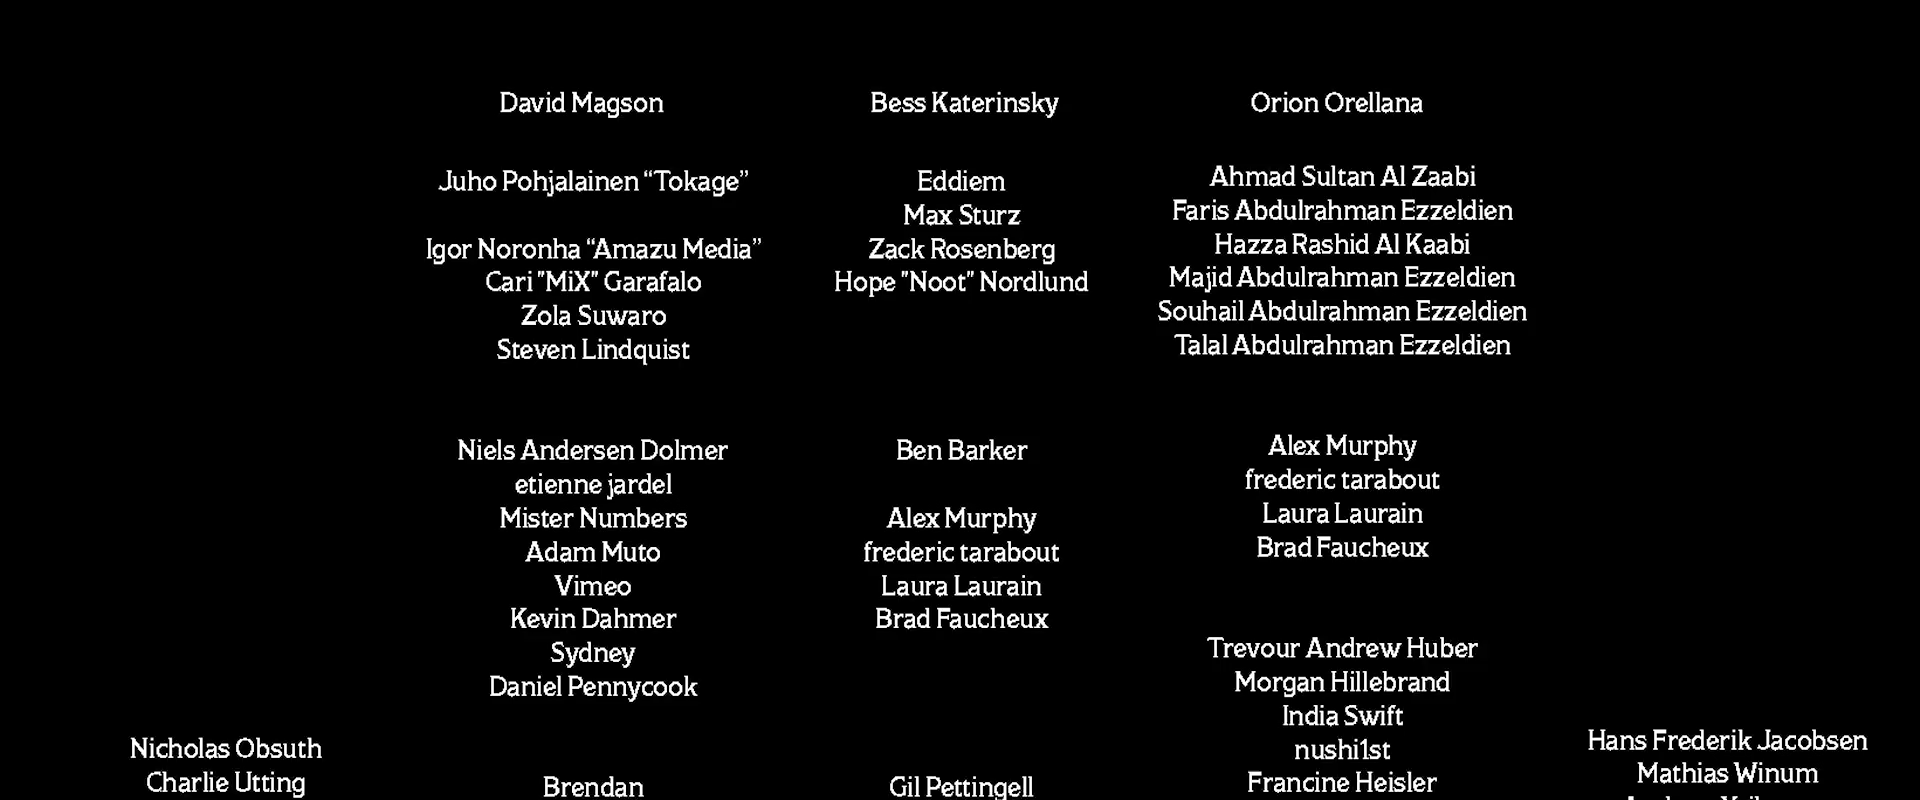 David Magson
Juho Pohjalainen “Tokage”
Igor Noronha “Amazu Media”
Cari "MiX" Garafalo
Zola Suwaro
Steven Lindquist
Niels Andersen Dolmer
etienne jardel
Mister Numbers
Adam Muto
Vimeo
Kevin Dahmer
Sydney
Daniel Pennycook
Brendan
Bess Katerinsky
Eddiem
Max Sturz
Zack Rosenberg
Hope "Noot" Nordlund
Ben Barker
Alex Murphy
frederic tarabout
Laura Laurain
Brad Faucheux
Gil Pettingell
Orion Orellana
Ahmad Sultan Al Zaabi
Faris Abdulrahman Ezzeldien
Hazza Rashid Al Kaabi
Majid Abdulrahman Ezzeldien
Souhail Abdulrahman Ezzeldien
Talal Abdulrahman Ezzeldien
Alex Murphy
frederic tarabout
Laura Laurain
Brad Faucheux
Trevour Andrew Huber
Morgan Hillebrand
India Swift
nushi1st
Francine Heisler
Nicholas Obsuth
Charlie Utting
Hans Frederik Jacobsen
Mathias Winum